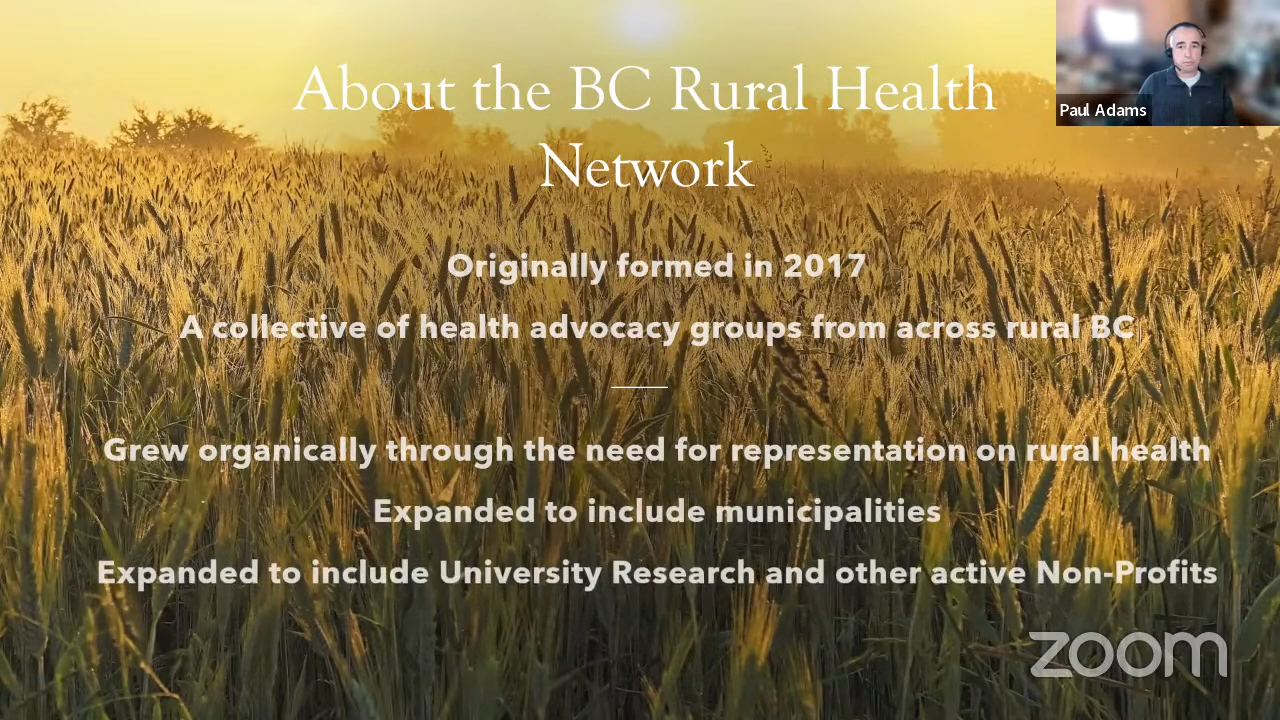 About the BC Rural Health
Network
Paul Adams
Originally formed in 2017
A collective of health advocacy groups from across rural BC
Grew organically through the need for representation on rural health
Expanded to include municipalities
Expanded to include University Research and other active Non-Profits
zoom